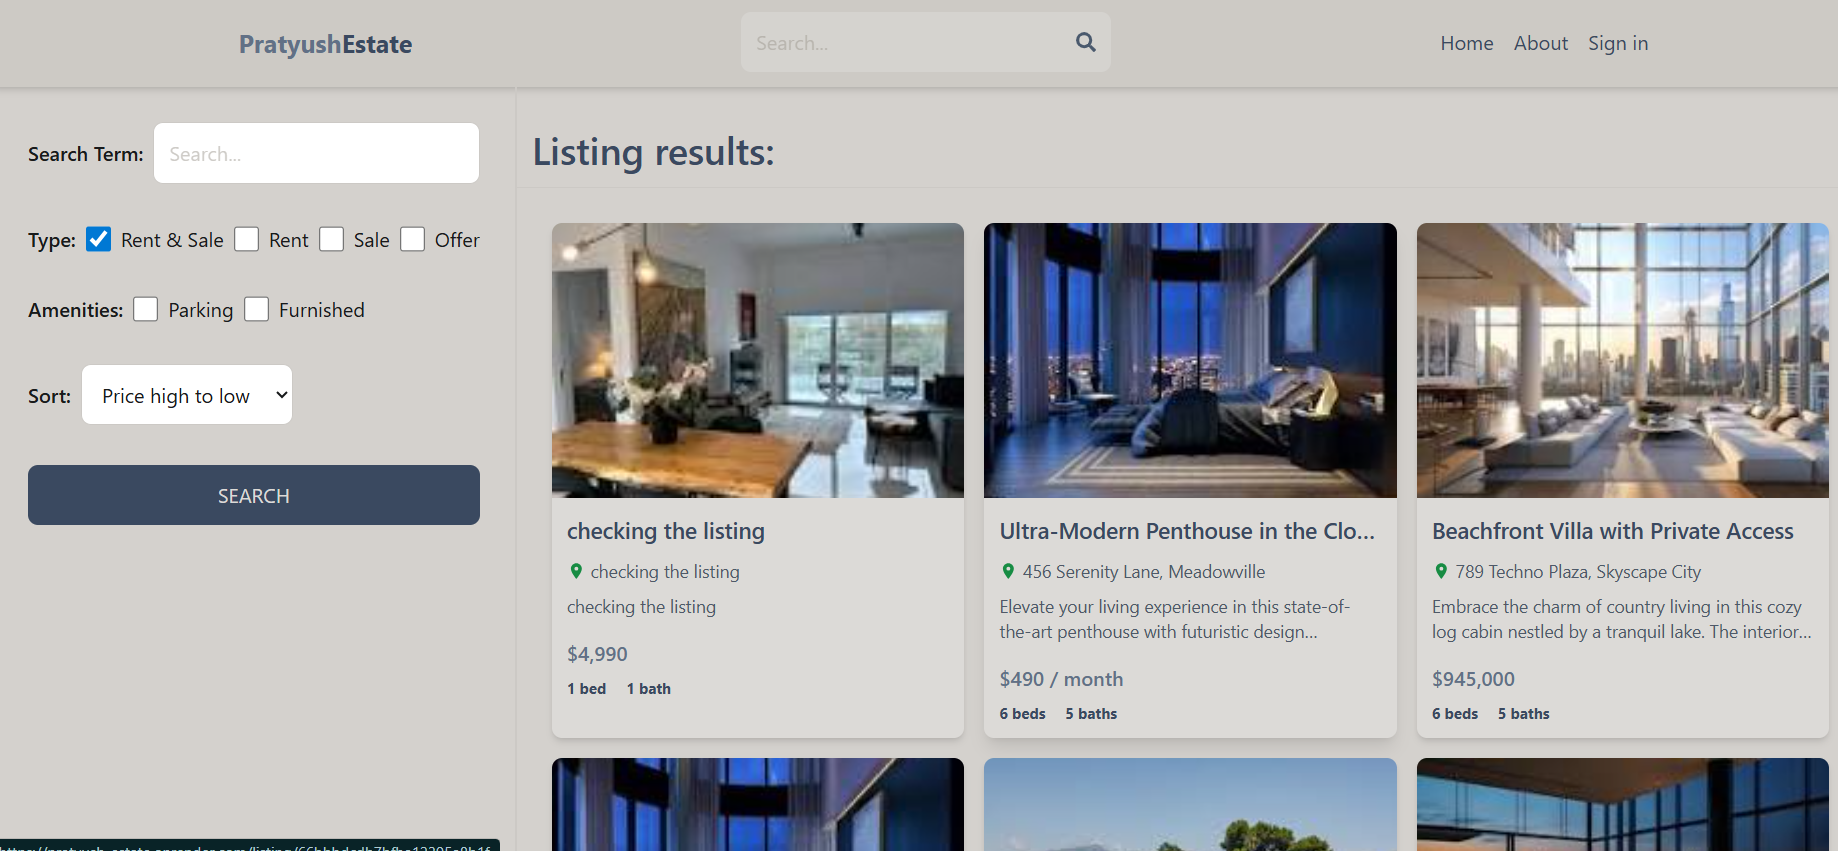 PratyushEstate
Search...
Home About Sign in
Search Term: Search...
Type: Rent & Sale Rent Sale Offer
Amenities: Parking Furnished
Sort: Price high to low
SEARCH
Listing results:
checking the listing
checking the listing
checking the listing
$4,990
1 bed 1 bath
Ultra-Modern Penthouse in the Clo...
456 Serenity Lane, Meadowville
Elevate your living experience in this state-of-
the-art penthouse with futuristic design...
$490 / month
6 beds 5 baths
Beachfront Villa with Private Access
789 Techno Plaza, Skyscape City
Embrace the charm of country living in this cozy
log cabin nestled by a tranquil lake. The interior...
$945,000
6 beds 5 baths